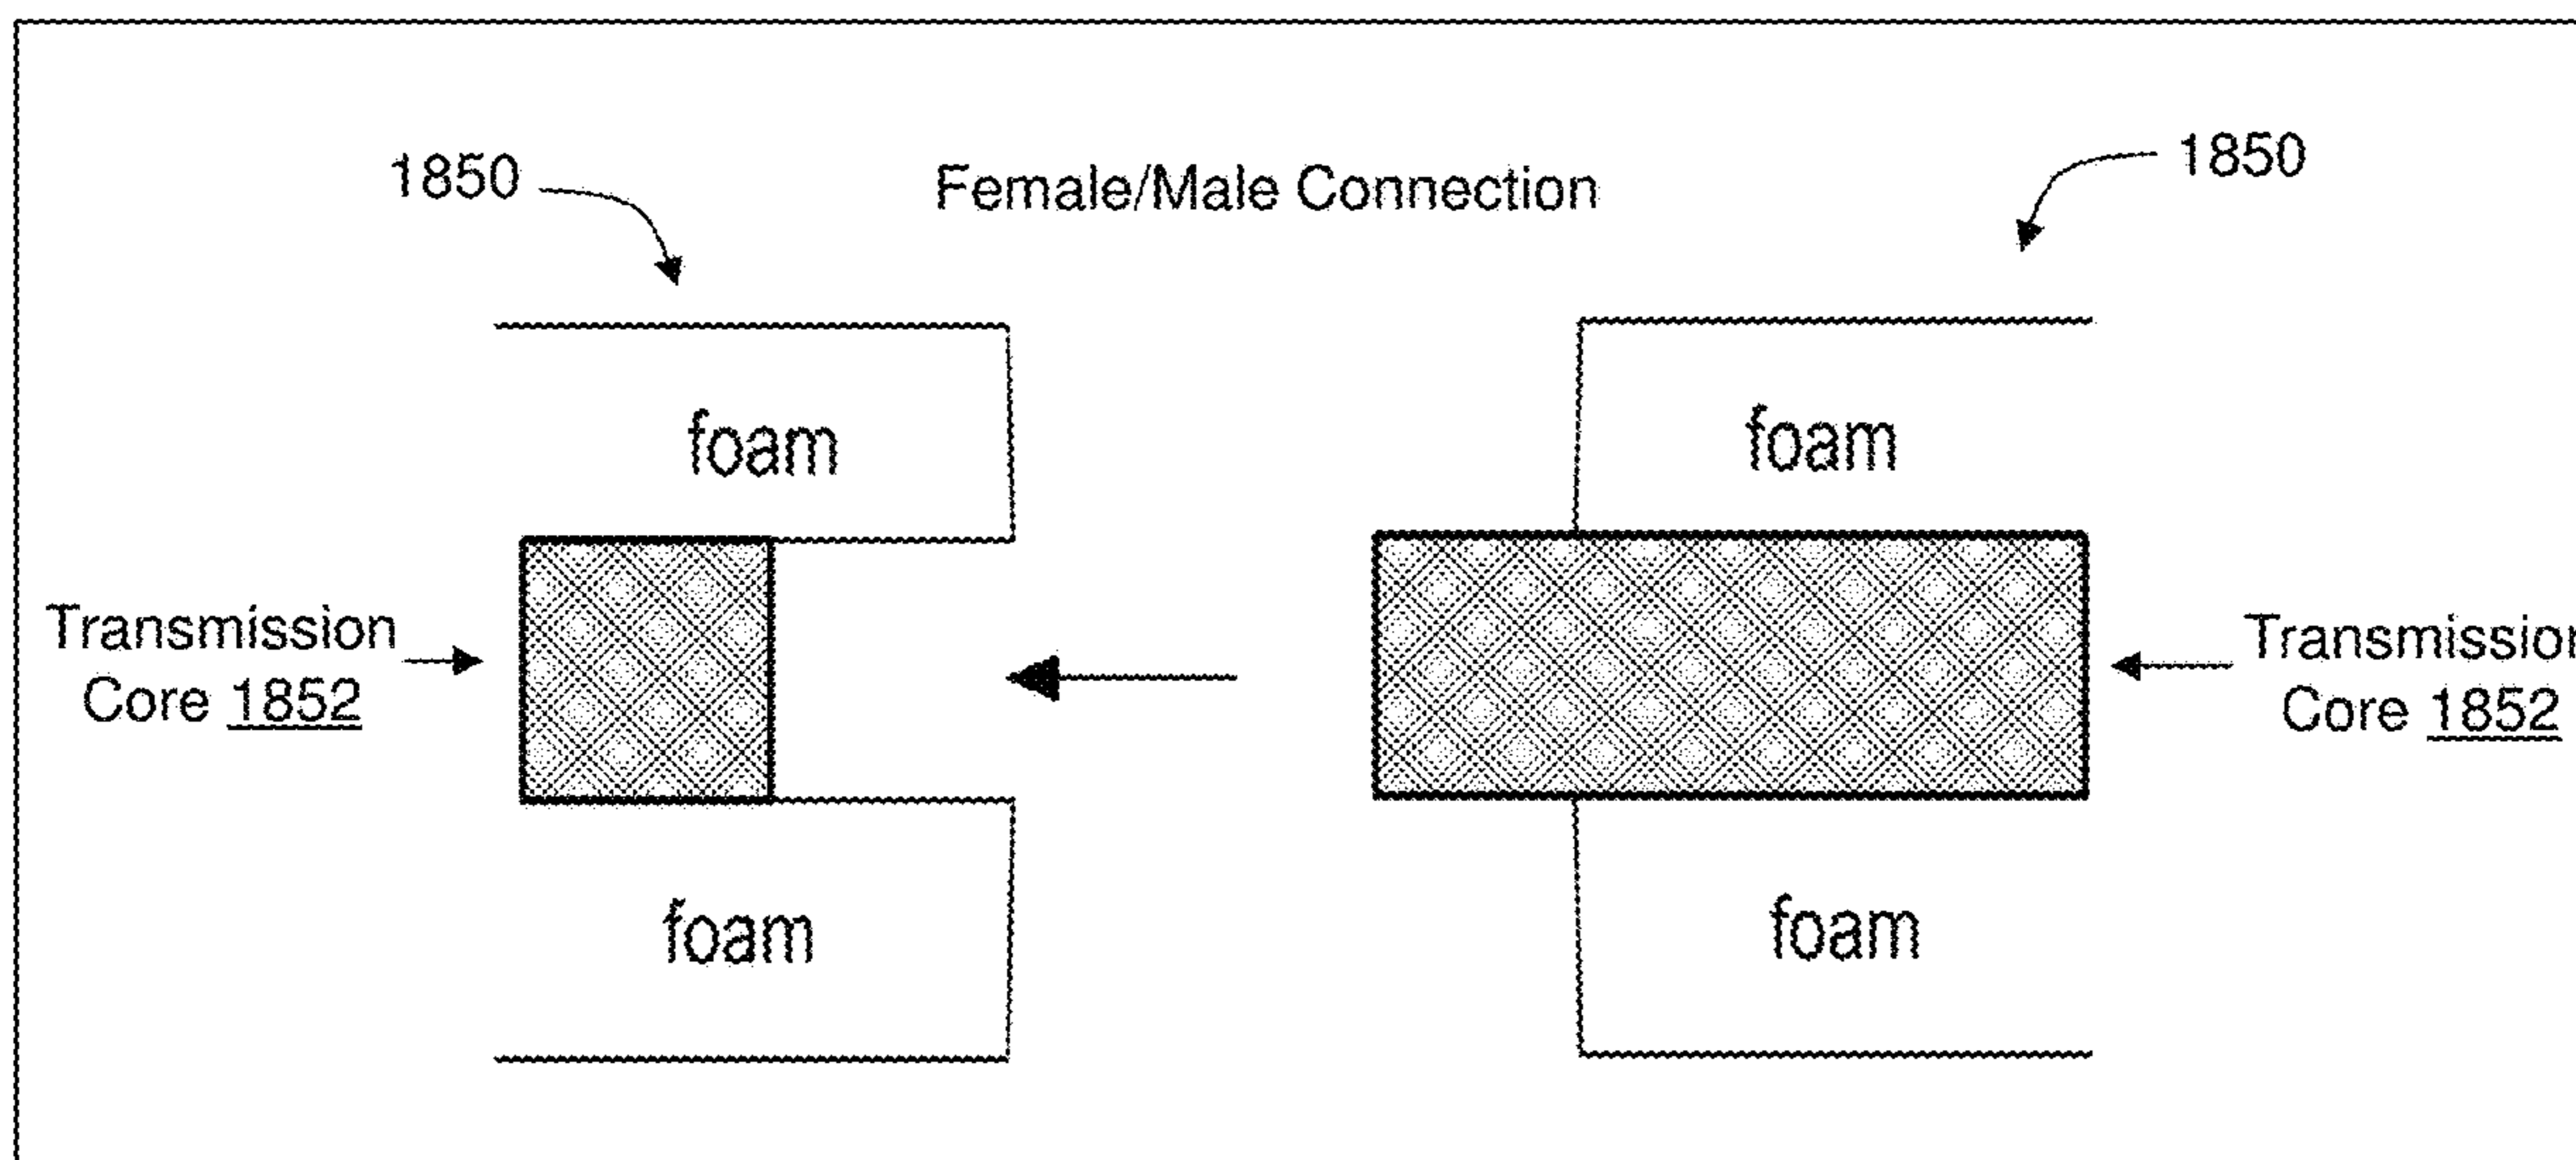 1850
Female/Male Connection
1850
foam
foam
Transmission
Core 1852
Transmission
Core 1852
foam
foam